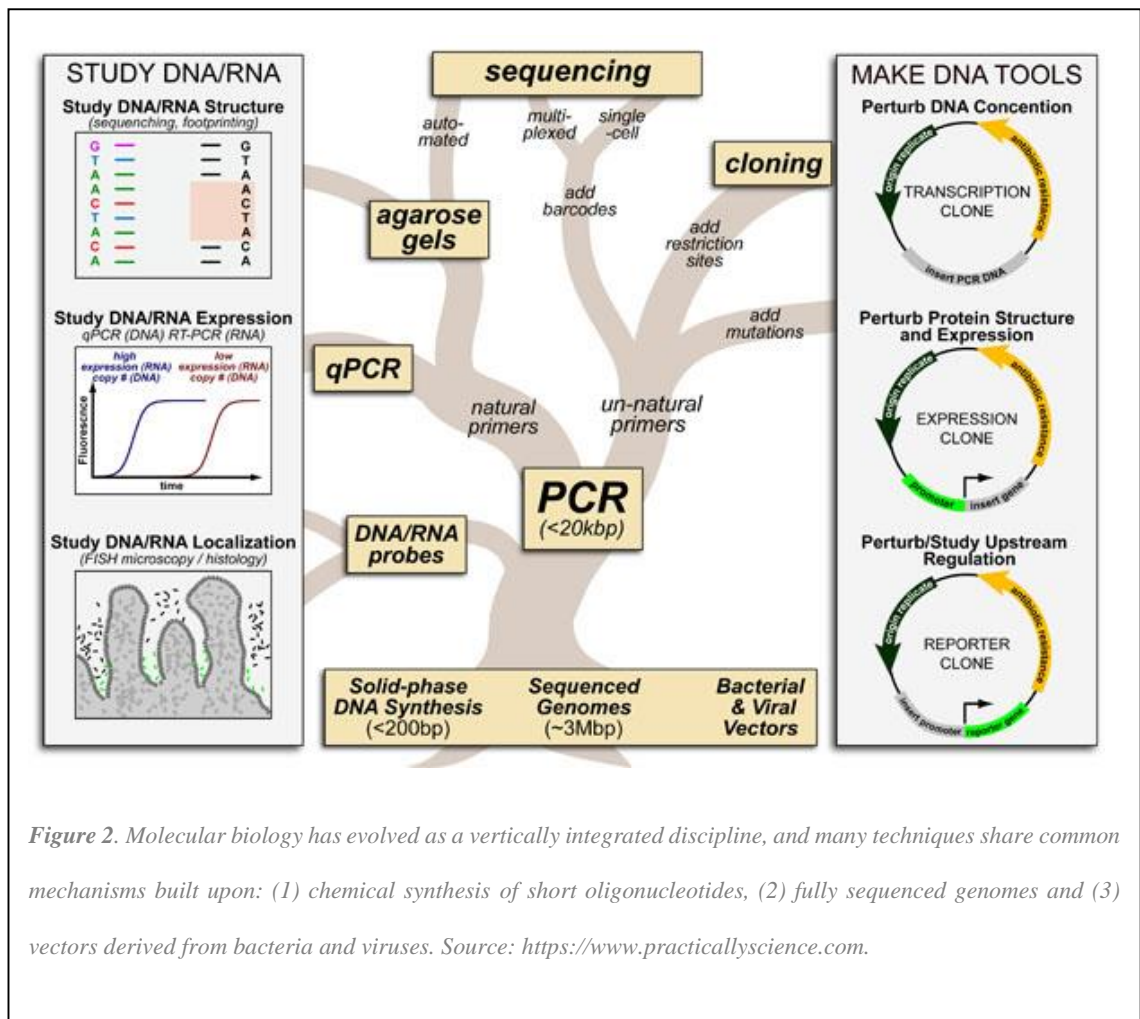 STUDY DNA/RNA
Study DNA/RNA Structure
(sequenching, footprinting)
G G
T T
A A
A A
C C
T T
A A
C C
A A
Study DNA/RNA Expression
qPCR (DNA) RT-PCR (RNA)
high
expression (RNA)
copy # (DNA)
low
expression (RNA)
copy # (DNA)
Fluorescnce
time
Study DNA/RNA Localization
(FISH microscopy / histology)
sequencing
auto-
mated
multi-
plexed
single
-cell
cloning
agarose
gels
add
barcodes
add
restriction
sites
add
mutations
qPCR
natural
primers
un-natural
primers
PCR
(<20kbp)
DNA/RNA
probes
Solid-phase
DNA Synthesis
(<200bp)
Sequenced
Genomes
(~3Mbp)
Bacterial
& Viral
Vectors
MAKE DNA TOOLS
Perturb DNA Concention
origin replicate
antibiotic resistance
TRANSCRIPTION
CLONE
insert PCR DNA
Perturb Protein Structure
and Expression
origin replicate
antibiotic resistance
EXPRESSION
CLONE
promoter
insert gene
Perturb/Study Upstream
Regulation
origin replicate
antibiotic resistance
REPORTER
CLONE
insert promoter
reporter gene
Figure 2. Molecular biology has evolved as a vertically integrated discipline, and many techniques share common
mechanisms built upon: (1) chemical synthesis of short oligonucleotides, (2) fully sequenced genomes and (3)
vectors derived from bacteria and viruses. Source: https://www.practicallyscience.com.